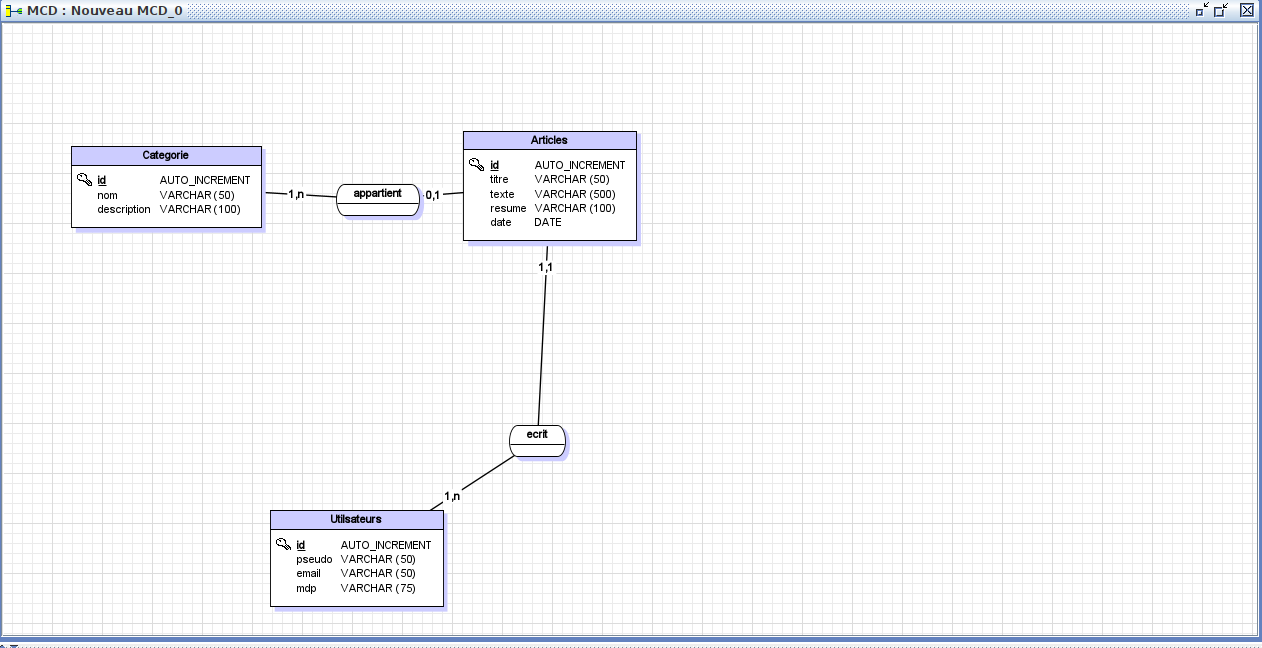 MCD : Nouveau MCD_0
Categorie
id AUTO_INCREMENT
nom VARCHAR (50)
description VARCHAR (100)
1,n
appartient
0,1
Articles
id AUTO_INCREMENT
titre VARCHAR (50)
texte VARCHAR (500)
resume VARCHAR (100)
date DATE
1,1
ecrit
1,n
Utilsateurs
id AUTO_INCREMENT
pseudo VARCHAR (50)
email VARCHAR (50)
mdp VARCHAR (75)